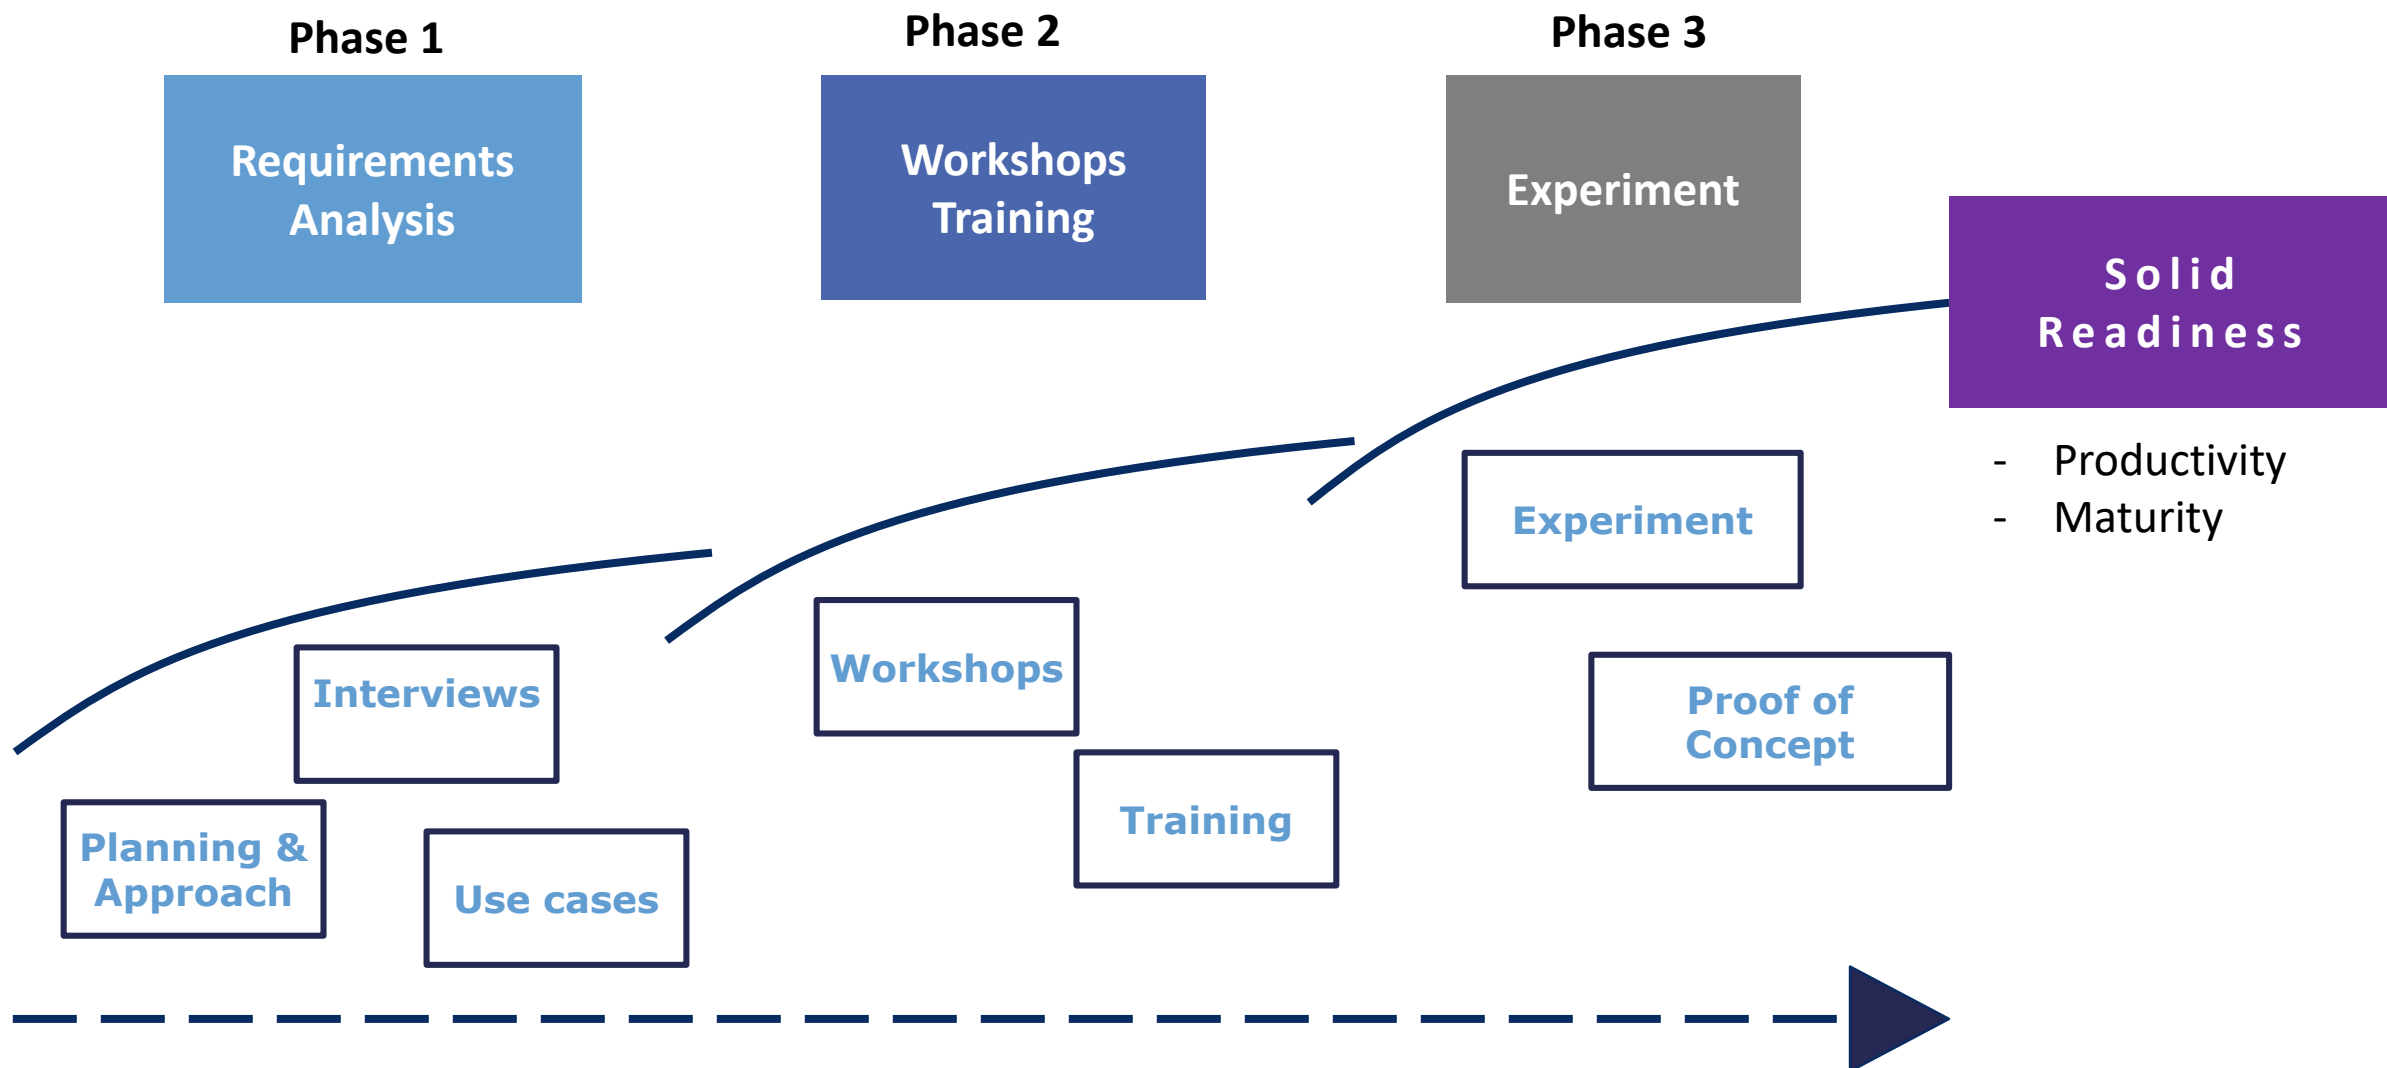 Phase 1
Phase 2
Phase 3
Requirements
Analysis
Workshops
Training
Experiment
Solid
Readiness
- Productivity
- Maturity
Experiment
Interviews
Workshops
Proof of
Concept
Planning &
Approach
Use cases
Training